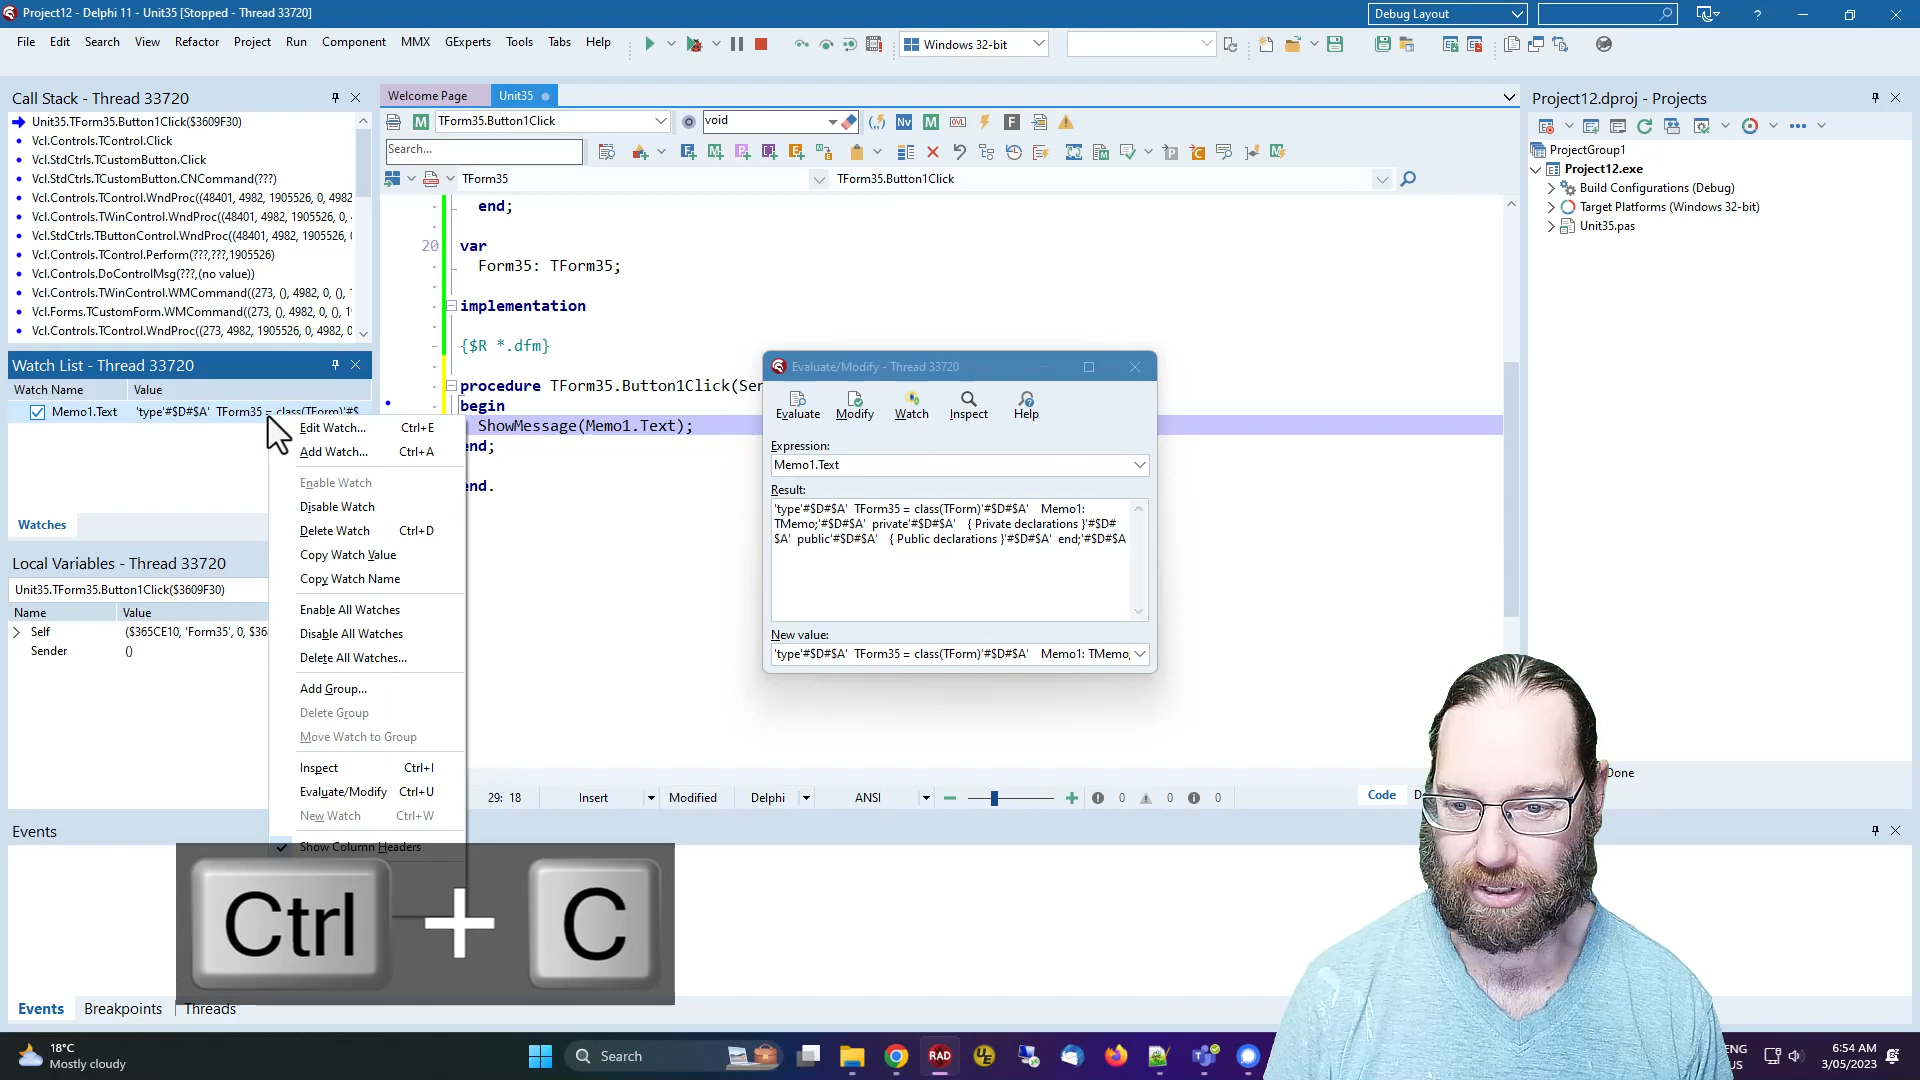 Project12 - Delphi 11 - Unit35 [Stopped - Thread 33720]
Debug Layout
File Edit Search View Refactor Project Run Component MMX GExperts Tools Tabs Help
Windows 32-bit
Call Stack - Thread 33720
Unit35.TForm35.Button1Click($3609F30)
Vcl.Controls.TControl.Click
Vcl.StdCtrls.TCustomButton.Click
Vcl.StdCtrls.TCustomButton.CNCommand(???)
Vcl.Controls.TControl.WndProc((48401, 4982, 1905526, 0, 4982,
Vcl.Controls.TWinControl.WndProc((48401, 4982, 1905526, 0,
Vcl.StdCtrls.TButtonControl.WndProc((48401, 4982, 1905526,
Vcl.Controls.TControl.Perform(???,???,1905526)
Vcl.Controls.DoControlMsg(???,(no value))
Vcl.Controls.TWinControl.WMCommand((273, (), 4982, 0, (),
Vcl.Forms.TCustomForm.WMCommand((273, (), 4982, 0, (),
Vcl.Controls.TControl.WndProc((273, 4982, 1905526, 0, 4982, 0
Watch List - Thread 33720
Watch Name Value
Memo1.Text 'type'#$D#$A' TForm35 = class(TForm)'#$
Edit Watch... Ctrl+E
Add Watch... Ctrl+A
Enable Watch
Disable Watch
Delete Watch Ctrl+D
Copy Watch Value
Copy Watch Name
Enable All Watches
Disable All Watches
Delete All Watches...
Add Group...
Delete Group
Move Watch to Group
Inspect Ctrl+I
Evaluate/Modify Ctrl+U
New Watch Ctrl+W
Show Column Headers
Watches
Local Variables - Thread 33720
Unit35.TForm35.Button1Click($3609F30)
Name Value
Self ($365CE10, 'Form35', 0, $36
Sender ()
Welcome Page Unit35
TForm35.Button1Click void
Search...
TForm35 TForm35.Button1Click
end;
20 var
Form35: TForm35;
implementation
{$R *.dfm}
procedure TForm35.Button1Click(Se
begin
ShowMessage(Memo1.Text);
nd;
nd.
Evaluate/Modify - Thread 33720
Evaluate Modify Watch Inspect Help
Expression:
Memo1.Text
Result:
'type'#$D#$A' TForm35 = class(TForm)'#$D#$A' Memo1:
TMemo;'#$D#$A' private'#$D#$A' { Private declarations }'#$D#
$A' public'#$D#$A' { Public declarations }'#$D#$A' end;'#$D#$A
New value:
'type'#$D#$A' TForm35 = class(TForm)'#$D#$A' Memo1: TMemo;
29: 18 Insert Modified Delphi ANSI 0 0 0 Code D
Project12.dproj - Projects
ProjectGroup1
Project12.exe
Build Configurations (Debug)
Target Platforms (Windows 32-bit)
Unit35.pas
Done
Events
Ctrl + C
Events Breakpoints Threads
18°C
Mostly cloudy
Search
RAD
UE
ENG
US
6:54 AM
3/05/2023